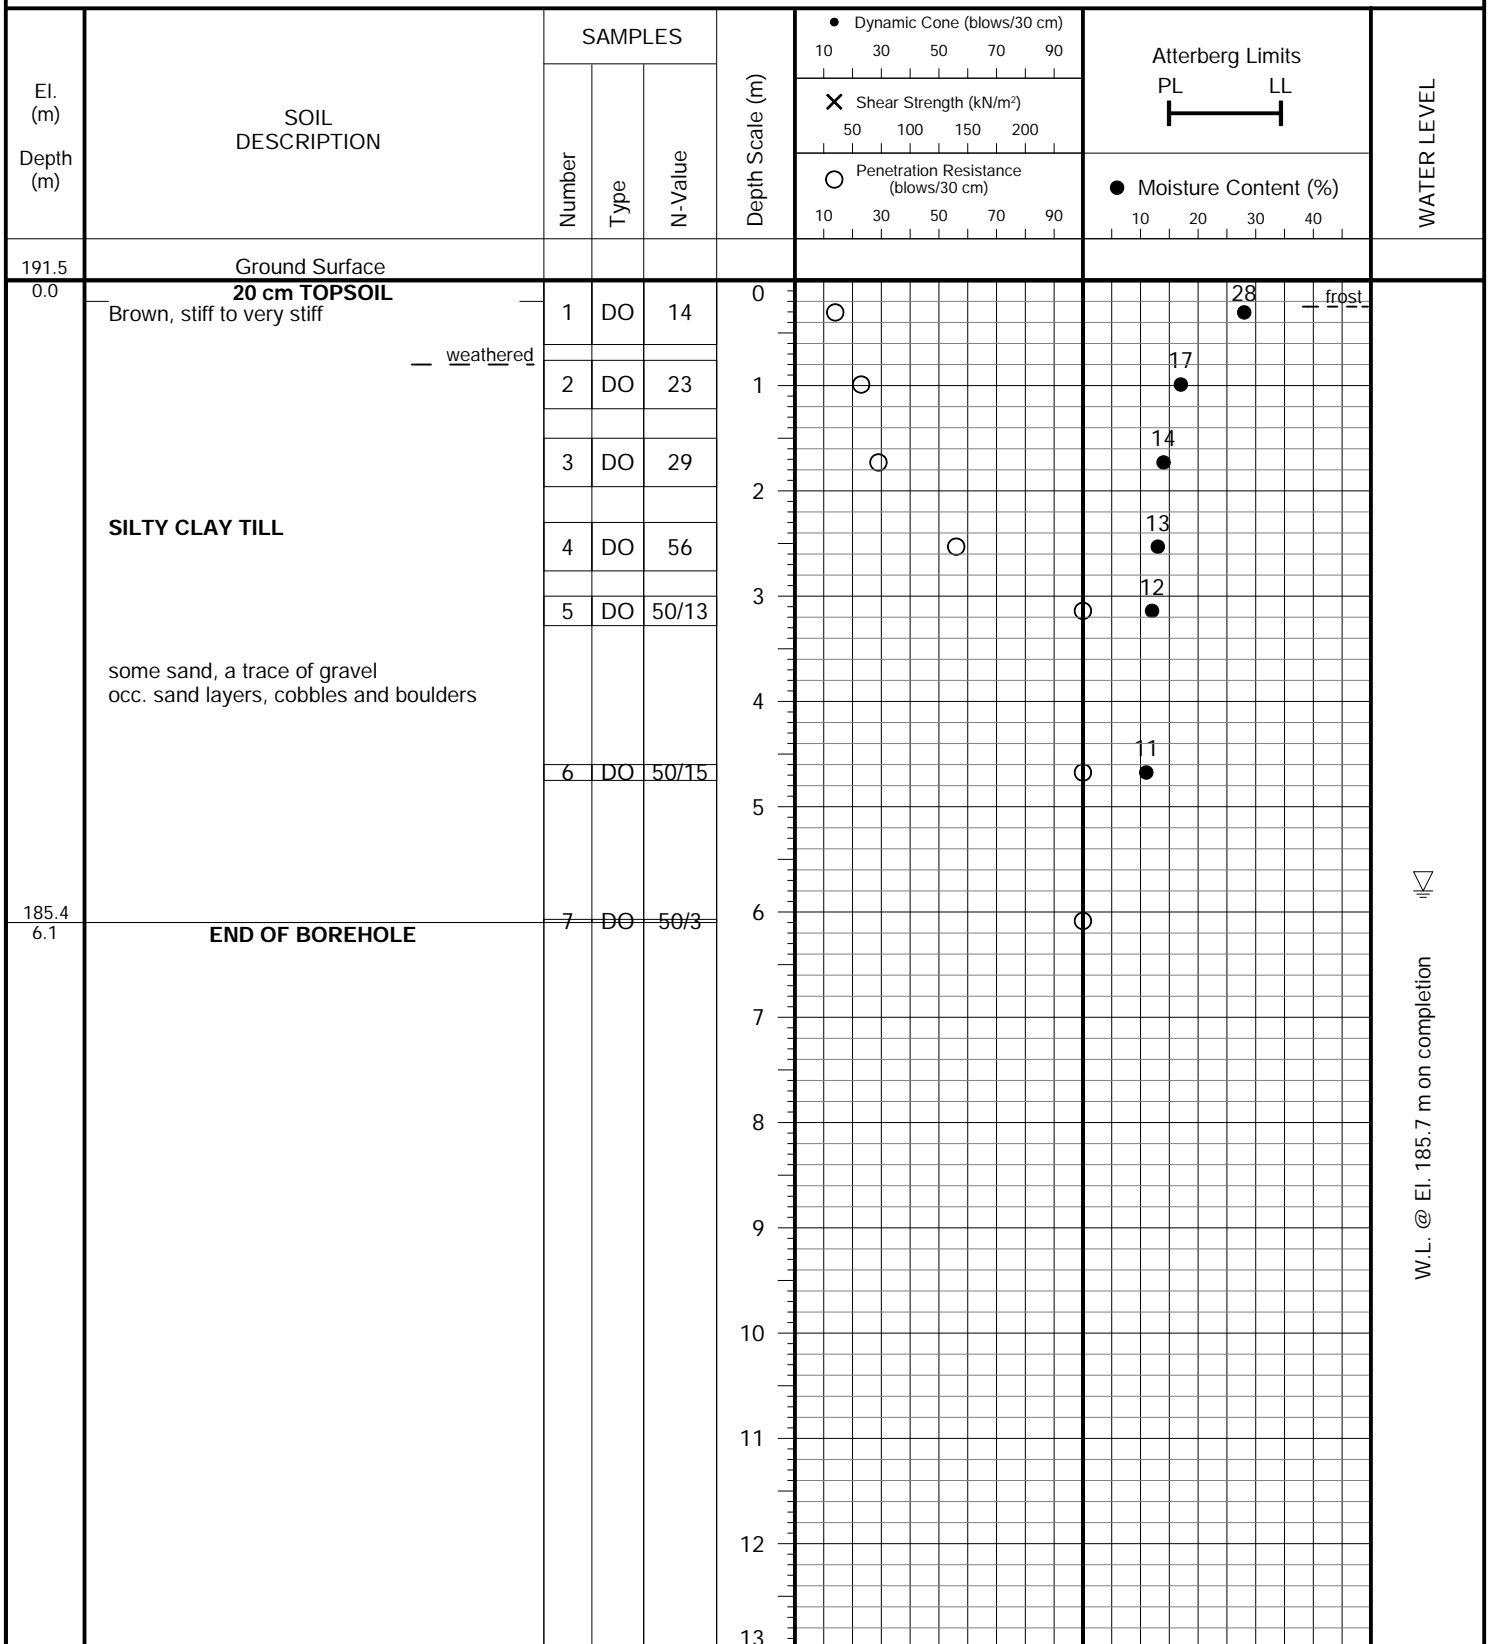 El.
(m)
Depth
(m)
SOIL
DESCRIPTION
SAMPLES
Number
Type
N-Value
Depth Scale (m)
Dynamic Cone (blows/30 cm)
10 30 50 70 90
Shear Strength (kN/m²)
50 100 150 200
Penetration Resistance
(blows/30 cm)
10 30 50 70 90
Atterberg Limits
PL LL
Moisture Content (%)
10 20 30 40
WATER LEVEL
191.5 Ground Surface
0.0 20 cm TOPSOIL
Brown, stiff to very stiff
weathered
SILTY CLAY TILL
some sand, a trace of gravel
occ. sand layers, cobbles and boulders
185.4
6.1 END OF BOREHOLE
1 DO 14
2 DO 23
3 DO 29
4 DO 56
5 DO 50/13
6 DO 50/15
7 DO 50/3
0
1
2
3
4
5
6
7
8
9
10
11
12
13
28
frost
17
14
13
12
11
W.L. @ El. 185.7 m on completion